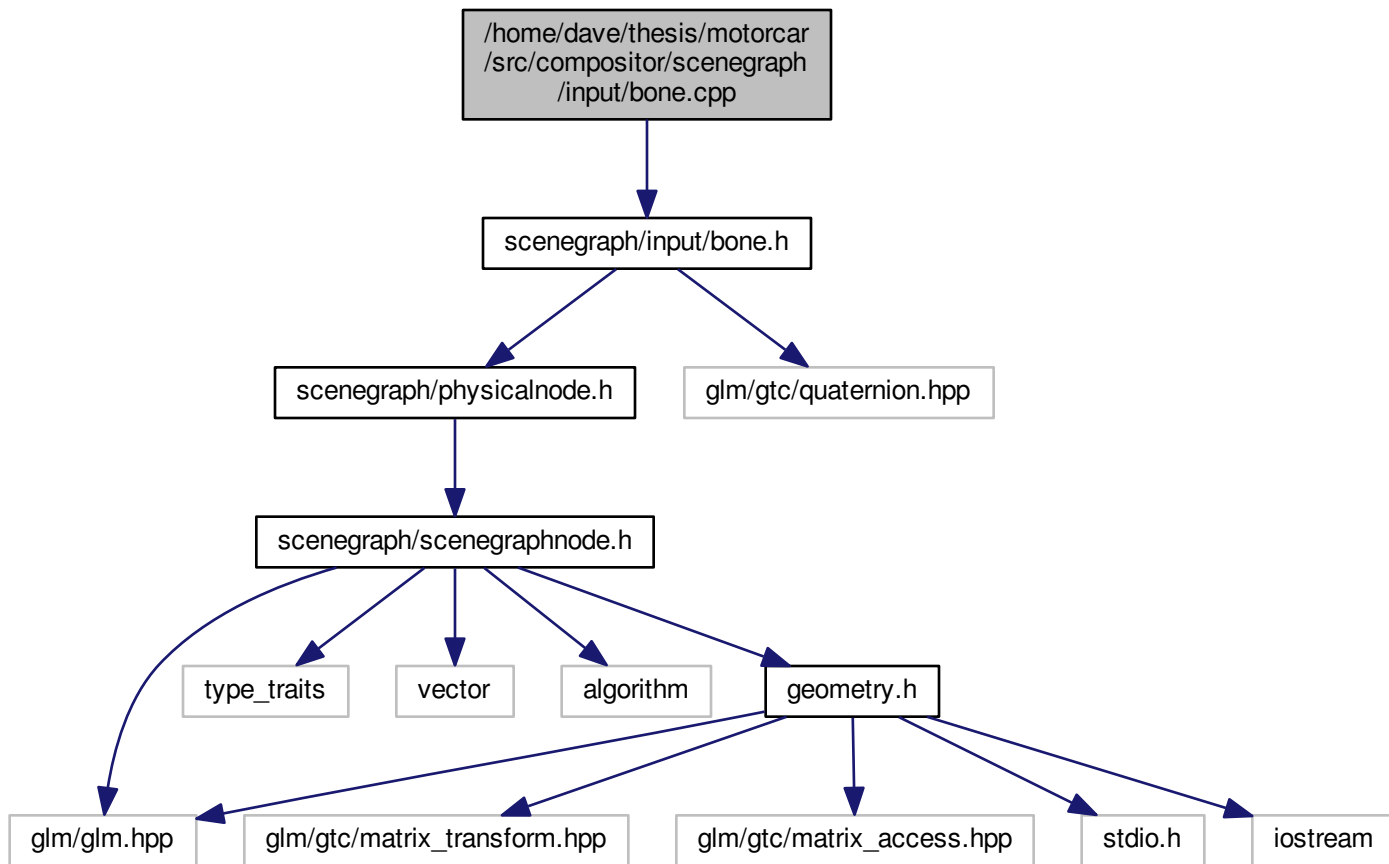 /home/dave/thesis/motorcar
/src/compositor/scenegraph
/input/bone.cpp
scenegraph/input/bone.h
scenegraph/physicalnode.h
glm/gtc/quaternion.hpp
scenegraph/scenegraphnode.h
type_traits
vector
algorithm
geometry.h
glm/glm.hpp
glm/gtc/matrix_transform.hpp
glm/gtc/matrix_access.hpp
stdio.h
iostream